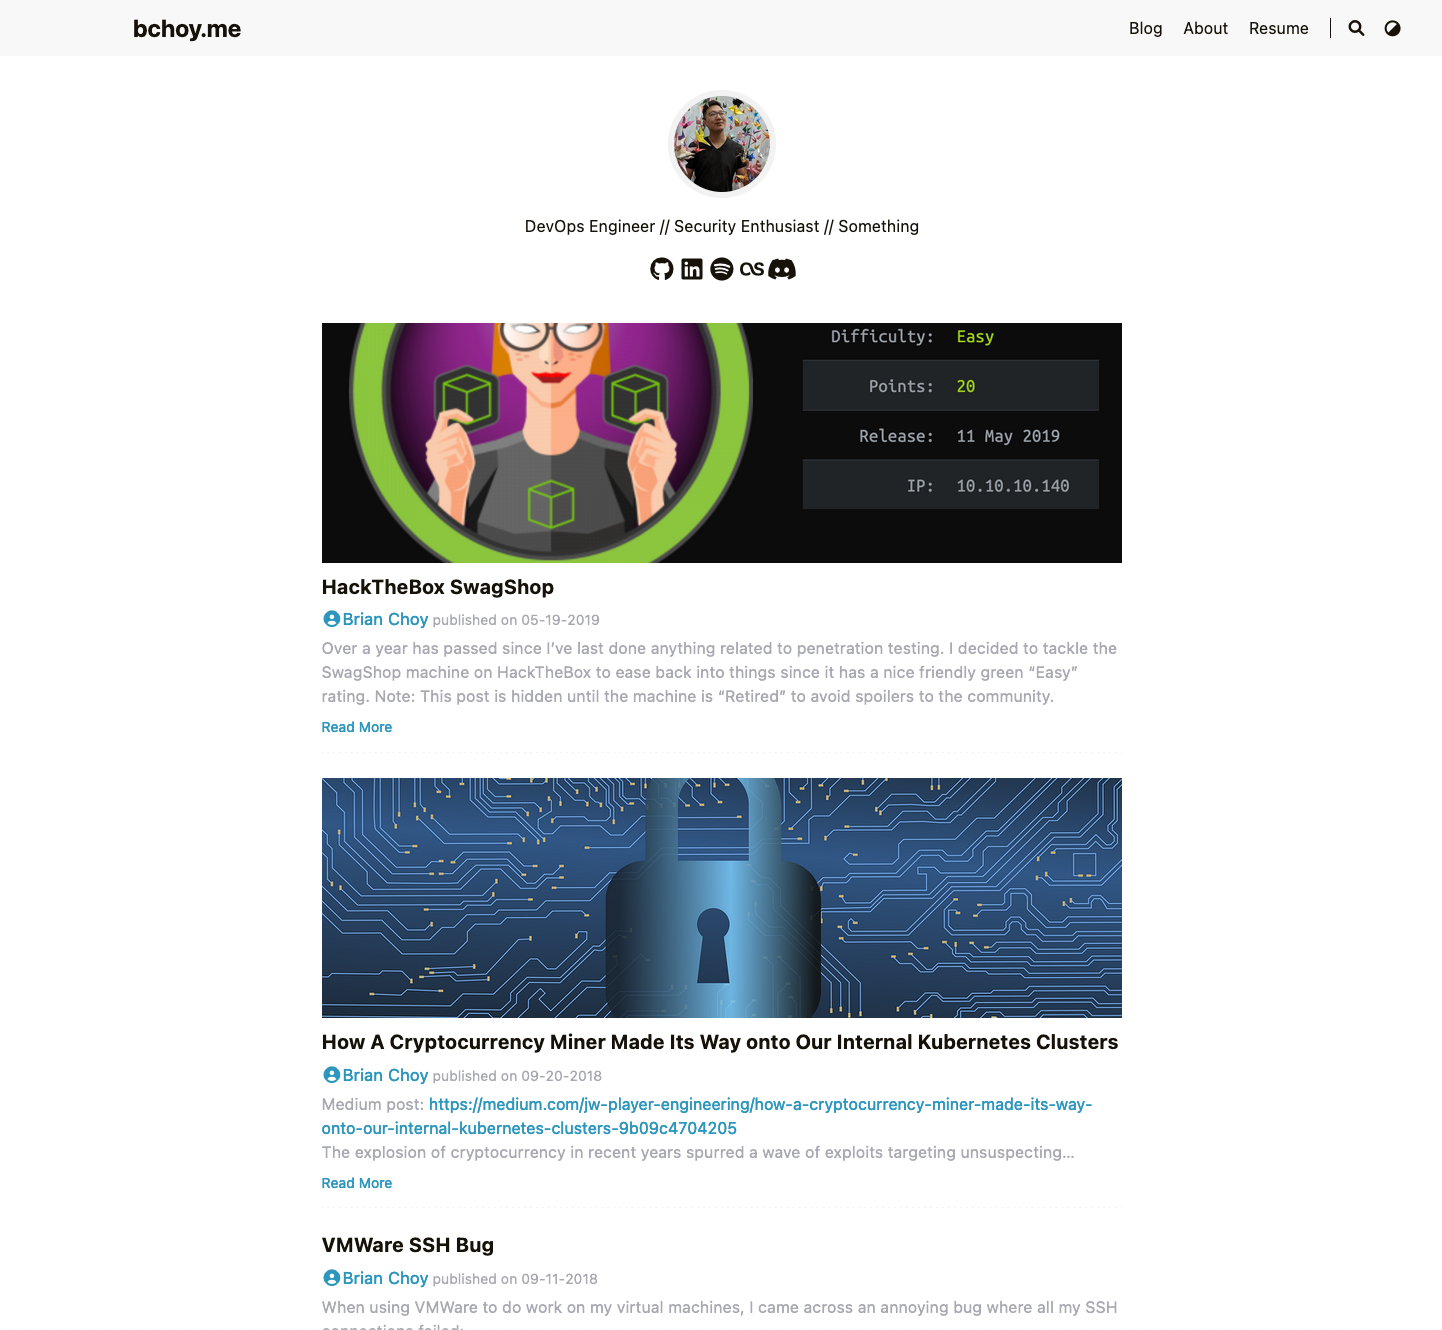 bchoy.me
Blog About Resume
DevOps Engineer // Security Enthusiast // Something
Difficulty: Easy
Points: 20
Release: 11 May 2019
IP: 10.10.10.140
HackTheBox SwagShop
Brian Choy published on 05-19-2019
Over a year has passed since I’ve last done anything related to penetration testing. I decided to tackle the
SwagShop machine on HackTheBox to ease back into things since it has a nice friendly green “Easy”
rating. Note: This post is hidden until the machine is “Retired” to avoid spoilers to the community.
Read More
How A Cryptocurrency Miner Made Its Way onto Our Internal Kubernetes Clusters
Brian Choy published on 09-20-2018
Medium post: https://medium.com/jw-player-engineering/how-a-cryptocurrency-miner-made-its-way-
onto-our-internal-kubernetes-clusters-9b09c4704205
The explosion of cryptocurrency in recent years spurred a wave of exploits targeting unsuspecting...
Read More
VMWare SSH Bug
Brian Choy published on 09-11-2018
When using VMWare to do work on my virtual machines, I came across an annoying bug where all my SSH
connections failed: